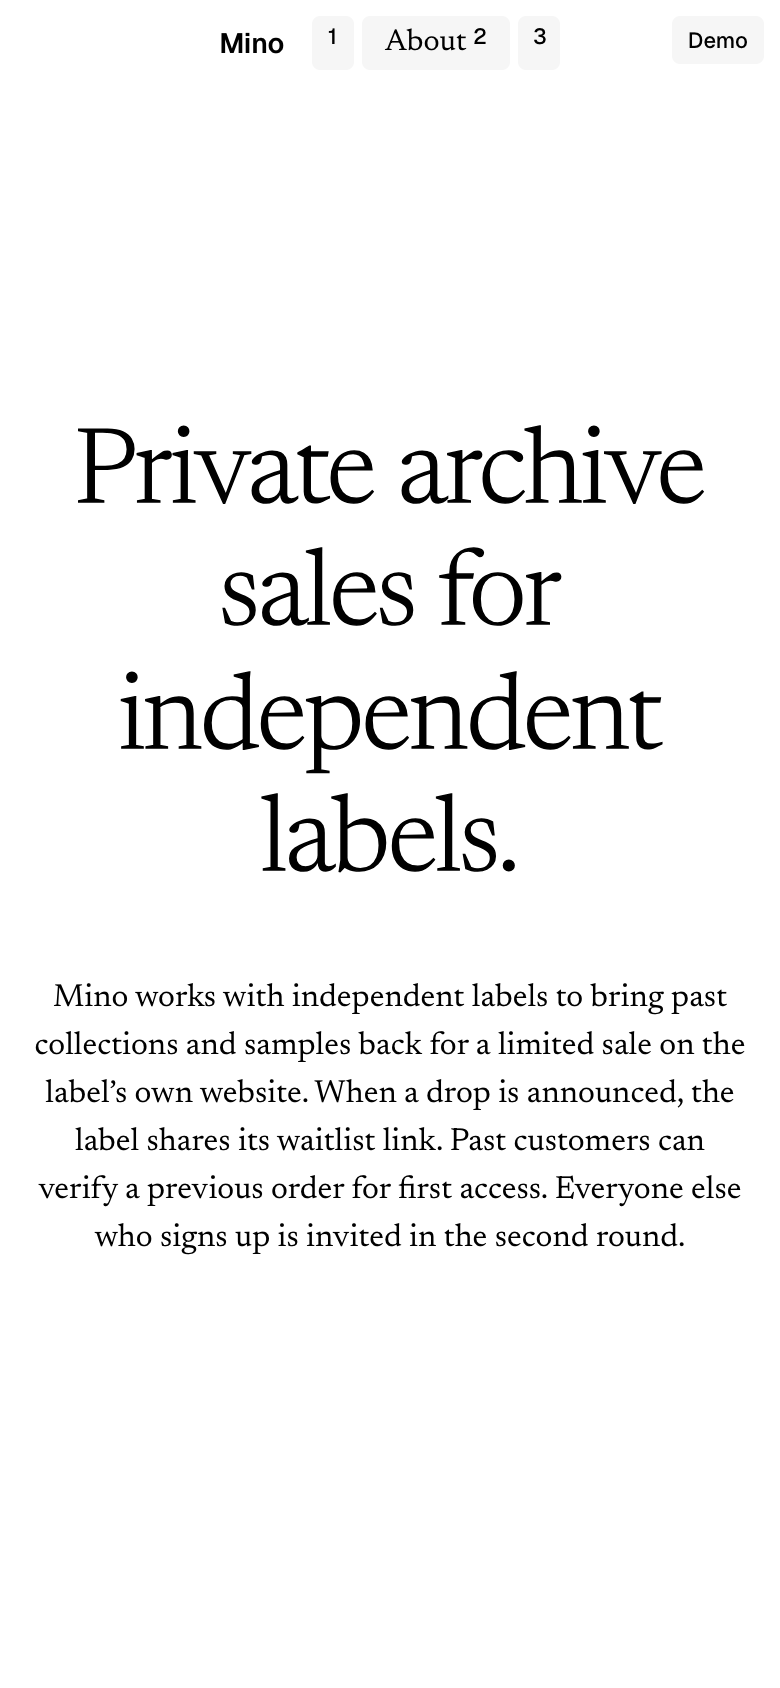 Mino 1 About 2 3 Demo
Private archive
sales for
independent
labels.
Mino works with independent labels to bring past
collections and samples back for a limited sale on the
label’s own website. When a drop is announced, the
label shares its waitlist link. Past customers can
verify a previous order for first access. Everyone else
who signs up is invited in the second round.